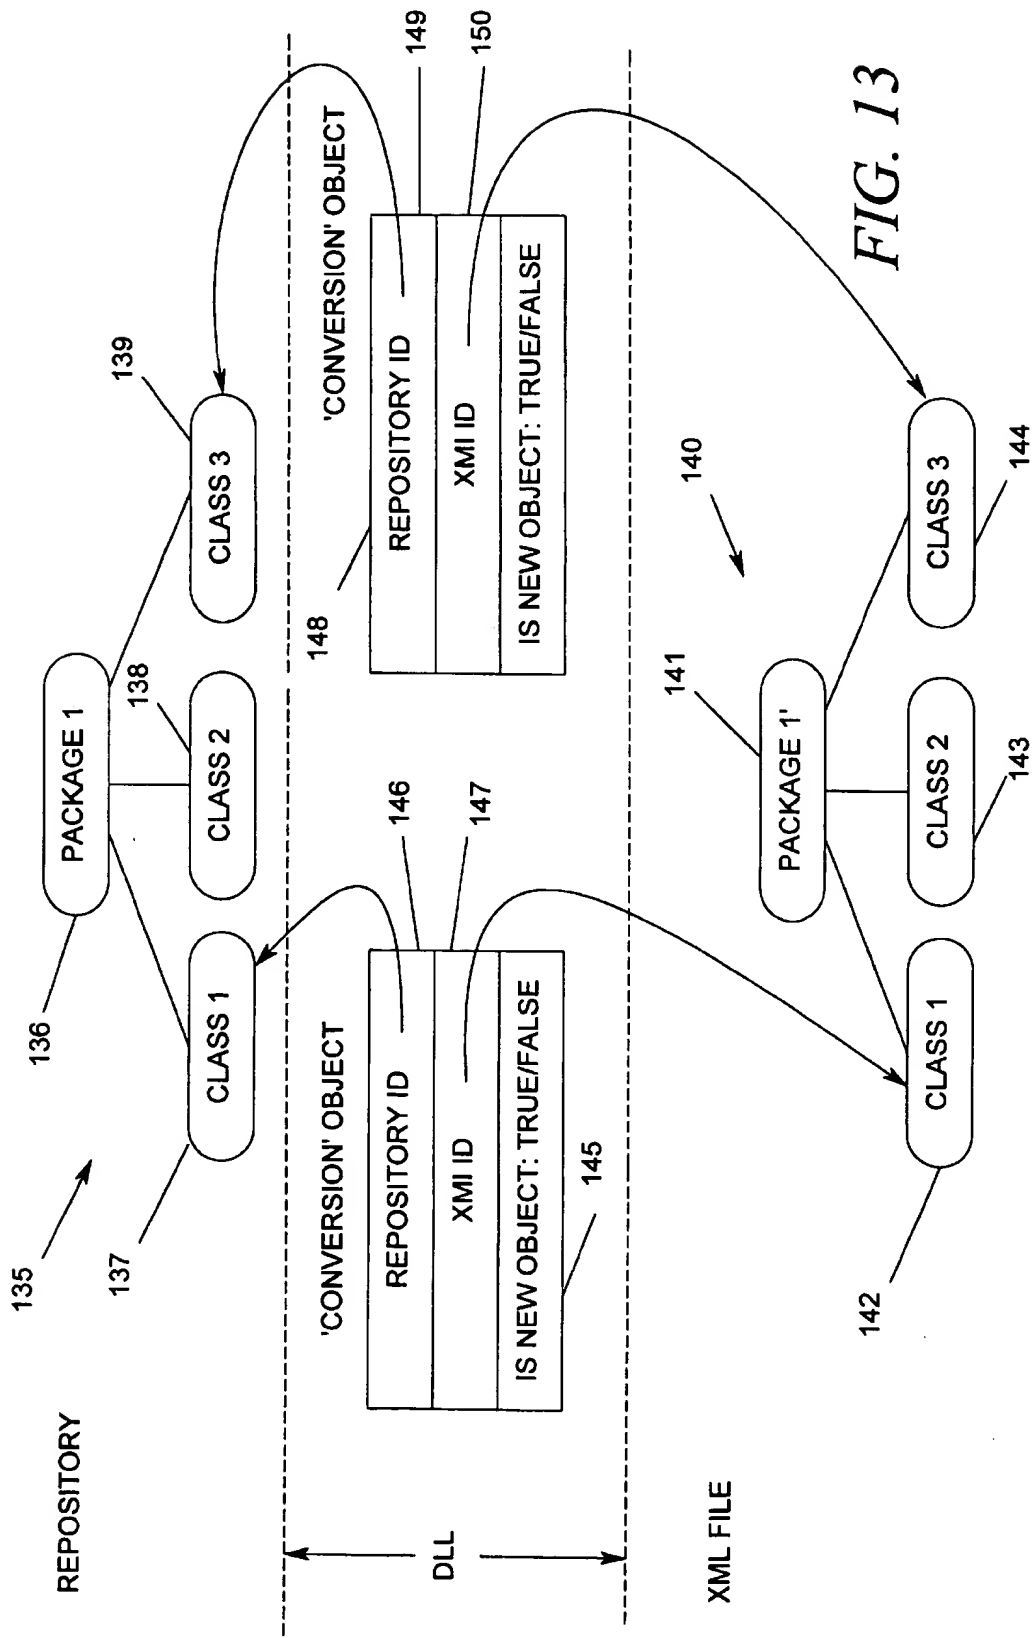 REPOSITORY
135
136
PACKAGE 1
137
CLASS 1
138
CLASS 2
139
CLASS 3
DLL
'CONVERSION' OBJECT
REPOSITORY ID
146
XMI ID
147
IS NEW OBJECT: TRUE/FALSE
145
'CONVERSION' OBJECT
148
REPOSITORY ID
149
XMI ID
150
IS NEW OBJECT: TRUE/FALSE
XML FILE
140
141
PACKAGE 1'
CLASS 1
142
CLASS 2
143
CLASS 3
144
FIG. 13